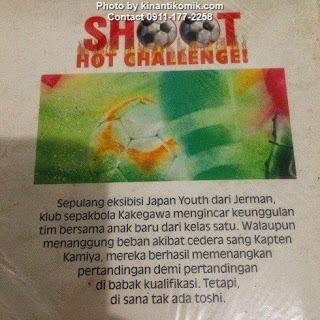 Photo by kinantikomik.com
Contact 0911-177-2258
SHOOT
HOT CHALLENGE!
Sepulang eksibisi Japan Youth dari Jerman,
klub sepakbola Kakegawa mengincar keunggulan
tim bersama anak baru dari kelas satu. Walaupun
menanggung beban akibat cedera sang Kapten
Kamiya, mereka berhasil memenangkan
pertandingan demi pertandingan
di babak kualifikasi. Tetapi,
di sana tak ada toshi.